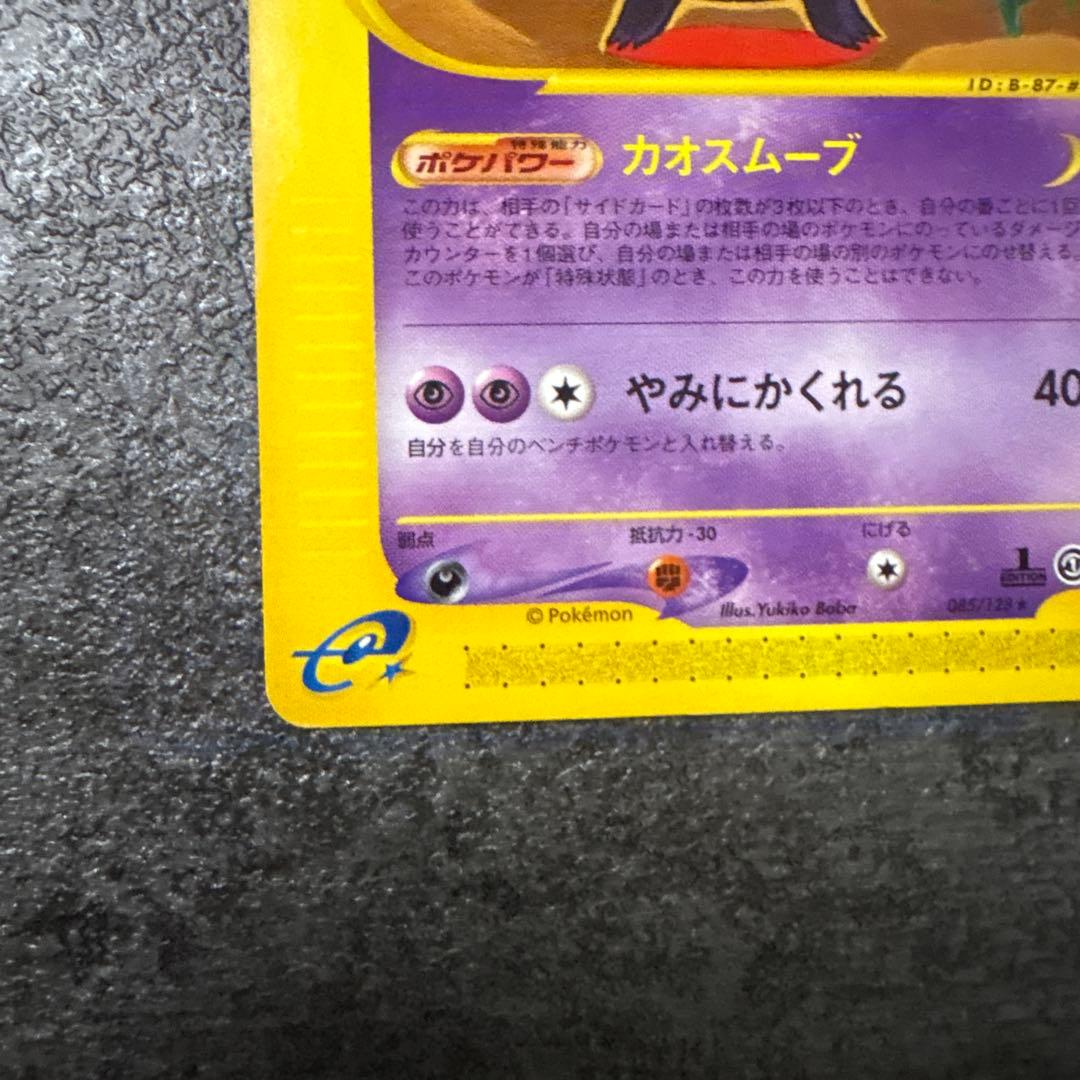 ID:B-87-#
特殊能力
ポケパワー カオスムーブ
この力は、相手の「サイドカード」の枚数が3枚以下のとき、自分の番ごとに1回
使うことができる。自分の場または相手の場のポケモンにのっているダメージ
カウンターを1個選び、自分の場または相手の場の別のポケモンにのせ替える。
このポケモンが「特殊状態」のとき、この力を使うことはできない。
やみにかくれる 40
自分を自分のベンチポケモンと入れ替える。
弱点 抵抗力 -30 にげる
1
EDITION
© Pokémon Illus. Yukiko Baba 085/128 ★
e